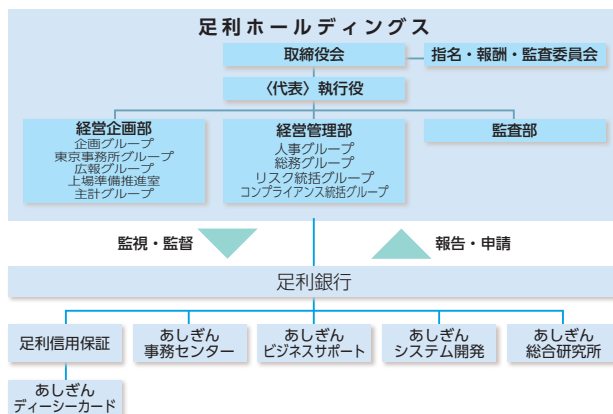 足利ホールディングス
取締役会
指名・報酬・監査委員会
〈代表〉執行役
経営企画部
企画グループ
東京事務所グループ
広報グループ
上場準備推進室
主計グループ
経営管理部
人事グループ
総務グループ
リスク統括グループ
コンプライアンス統括グループ
監査部
監視・監督
報告・申請
足利銀行
足利信用保証
あしぎん
事務センター
あしぎん
ビジネスサポート
あしぎん
システム開発
あしぎん
総合研究所
あしぎん
ディーシーカード